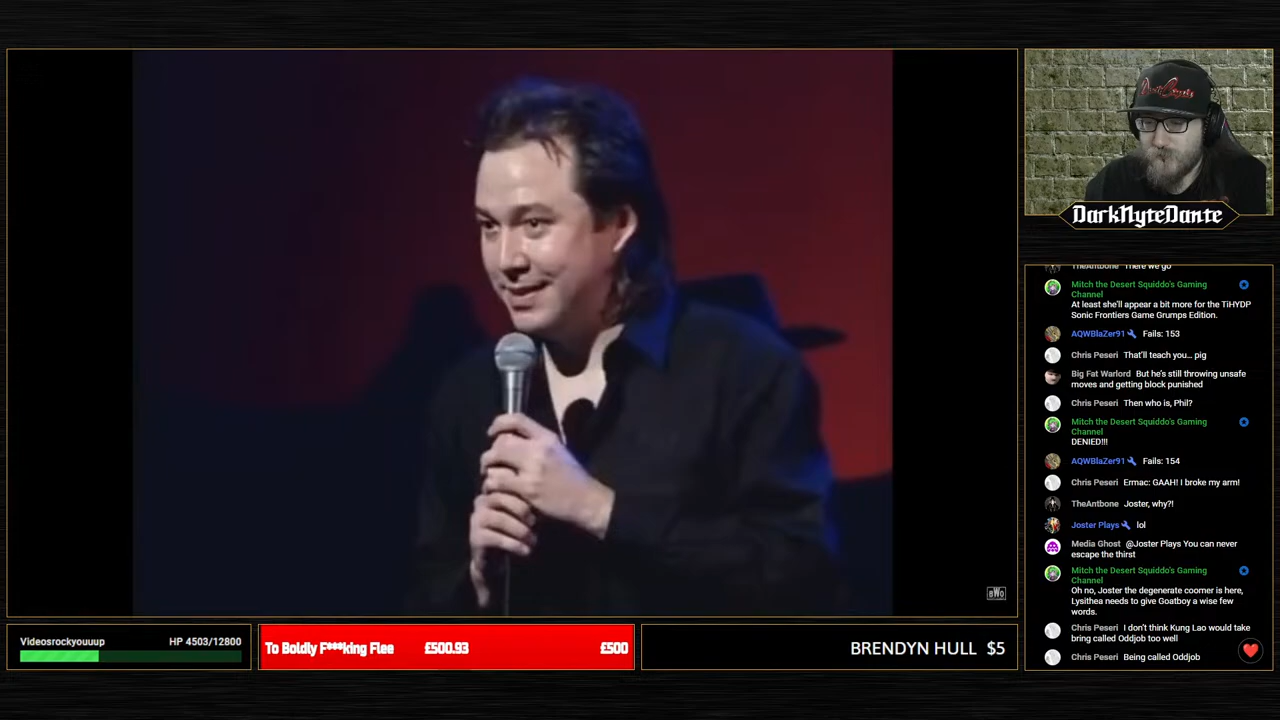 DarkNyteDante
TheAntbone There we go
Mitch the Desert Squiddo's Gaming
Channel
At least she'll appear a bit more for the TiHYDP
Sonic Frontiers Game Grumps Edition.
AQWBlaZer91 Fails: 153
Chris Peseri That'll teach you... pig
Big Fat Warlord But he's still throwing unsafe
moves and getting block punished
Chris Peseri Then who is, Phil?
Mitch the Desert Squiddo's Gaming
Channel
DENIED!!!
AQWBlaZer91 Fails: 154
Chris Peseri Ermac: GAAH! I broke my arm!
TheAntbone Joster, why?!
Joster Plays lol
Media Ghost @Joster Plays You can never
escape the thirst
Mitch the Desert Squiddo's Gaming
Channel
Oh no, Joster the degenerate coomer is here,
Lysithea needs to give Goatboy a wise few
words.
Chris Peseri I don't think Kung Lao would take
bring called Oddjob too well
Chris Peseri Being called Oddjob
BWO
Videosrockyouuup HP 4503/12800
To Boldly F***king Flee £500.93 £500
BRENDYN HULL $5